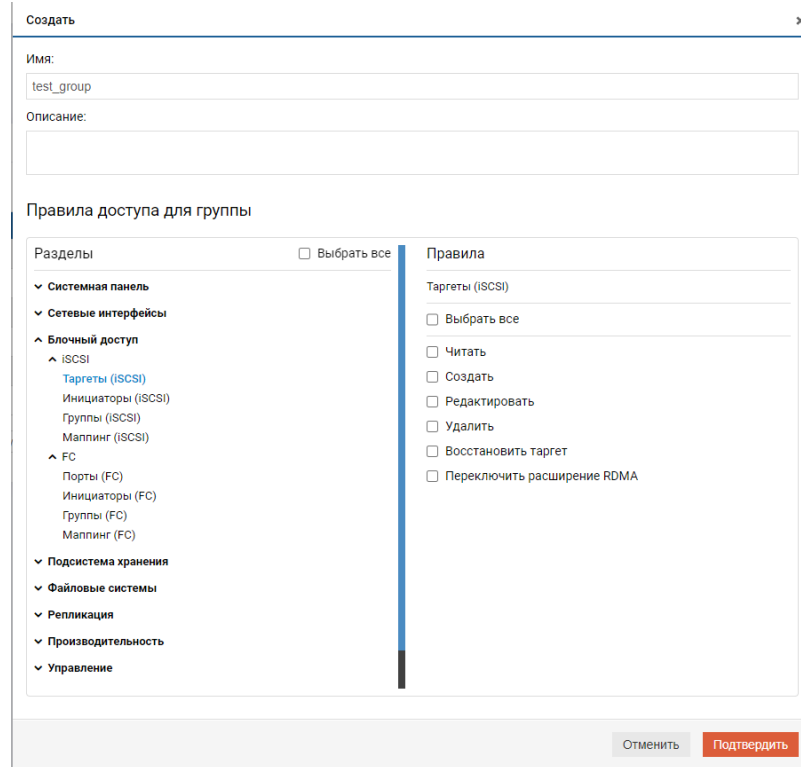 Создать
Имя:
test_group
Описание:
Правила доступа для группы
Разделы
Выбрать все
Системная панель
Сетевые интерфейсы
Блочный доступ
iSCSI
Таргеты (iSCSI)
Инициаторы (iSCSI)
Группы (iSCSI)
Маппинг (iSCSI)
FC
Порты (FC)
Инициаторы (FC)
Группы (FC)
Маппинг (FC)
Подсистема хранения
Файловые системы
Репликация
Производительность
Управление
Правила
Таргеты (iSCSI)
Выбрать все
Читать
Создать
Редактировать
Удалить
Восстановить таргет
Переключить расширение RDMA
Отменить
Подтвердить